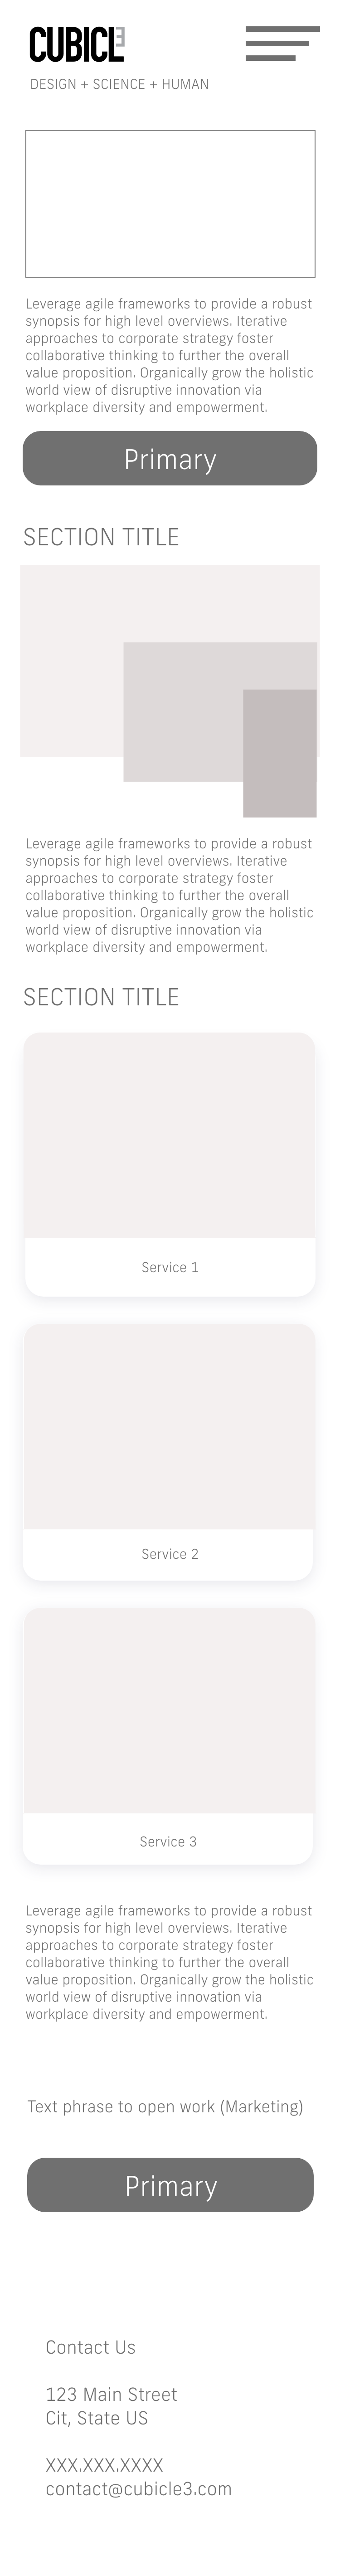 CUBICL3
DESIGN + SCIENCE + HUMAN
Leverage agile frameworks to provide a robust
synopsis for high level overviews. Iterative
approaches to corporate strategy foster
collaborative thinking to further the overall
value proposition. Organically grow the holistic
world view of disruptive innovation via
workplace diversity and empowerment.
Primary
SECTION TITLE
Leverage agile frameworks to provide a robust
synopsis for high level overviews. Iterative
approaches to corporate strategy foster
collaborative thinking to further the overall
value proposition. Organically grow the holistic
world view of disruptive innovation via
workplace diversity and empowerment.
SECTION TITLE
Service 1
Service 2
Service 3
Leverage agile frameworks to provide a robust
synopsis for high level overviews. Iterative
approaches to corporate strategy foster
collaborative thinking to further the overall
value proposition. Organically grow the holistic
world view of disruptive innovation via
workplace diversity and empowerment.
Text phrase to open work (Marketing)
Primary
Contact Us
123 Main Street
Cit, State US
XXX.XXX.XXXX
contact@cubicle3.com